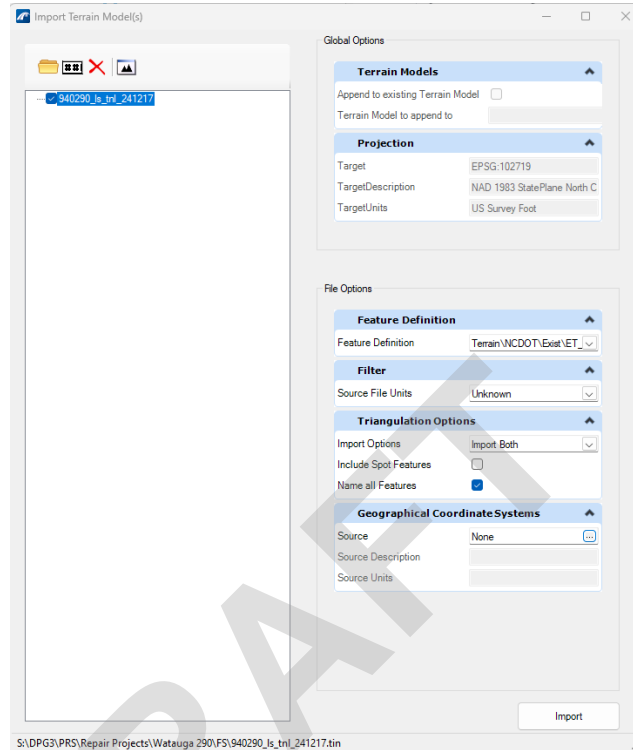 Import Terrain Model(s)
940290_ls_tnl_241217
Global Options
Terrain Models
Append to existing Terrain Model
Terrain Model to append to
Projection
Target EPSG:102719
TargetDescription NAD 1983 StatePlane North C
TargetUnits US Survey Foot
File Options
Feature Definition
Feature Definition Terrain\NCDOT\Exist\ET_
Filter
Source File Units Unknown
Triangulation Options
Import Options Import Both
Include Spot Features
Name all Features
Geographical Coordinate Systems
Source None ...
Source Description
Source Units
Import
S:\DPG3\PRS\Repair Projects\Watauga 290\FS\940290_ls_tnl_241217.tin
DRAFT